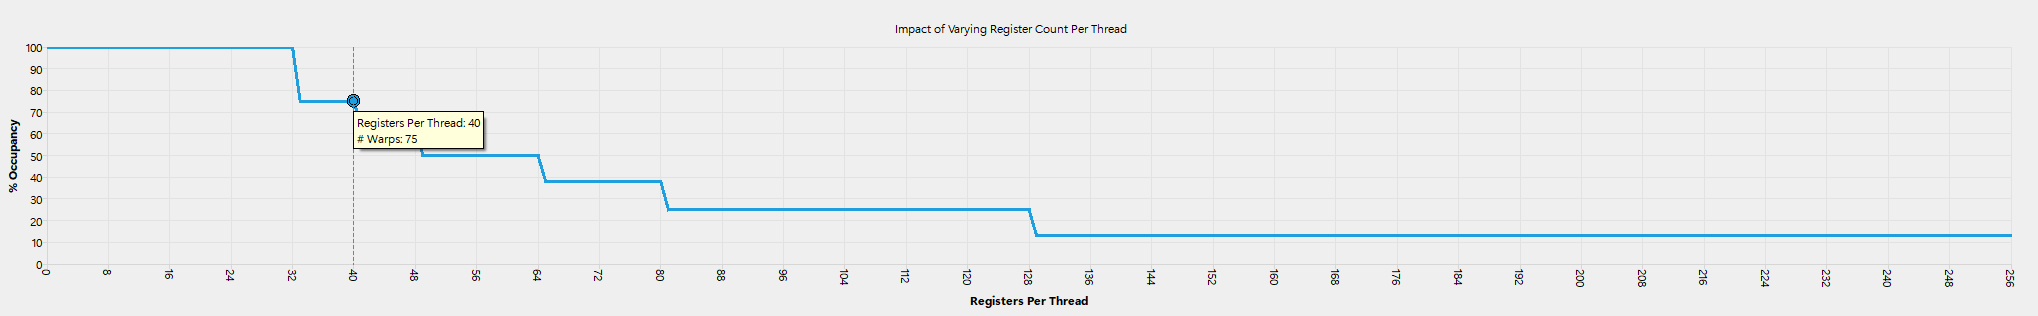 Impact of Varying Register Count Per Thread
100
90
80
70
60
50
40
30
20
10
0
% Occupancy
Registers Per Thread: 40
# Warps: 75
0 8 16 24 32 40 48 56 64 72 80 88 96 104 112 120 128 136 144 152 160 168 176 184 192 200 208 216 224 232 240 248 256
Registers Per Thread